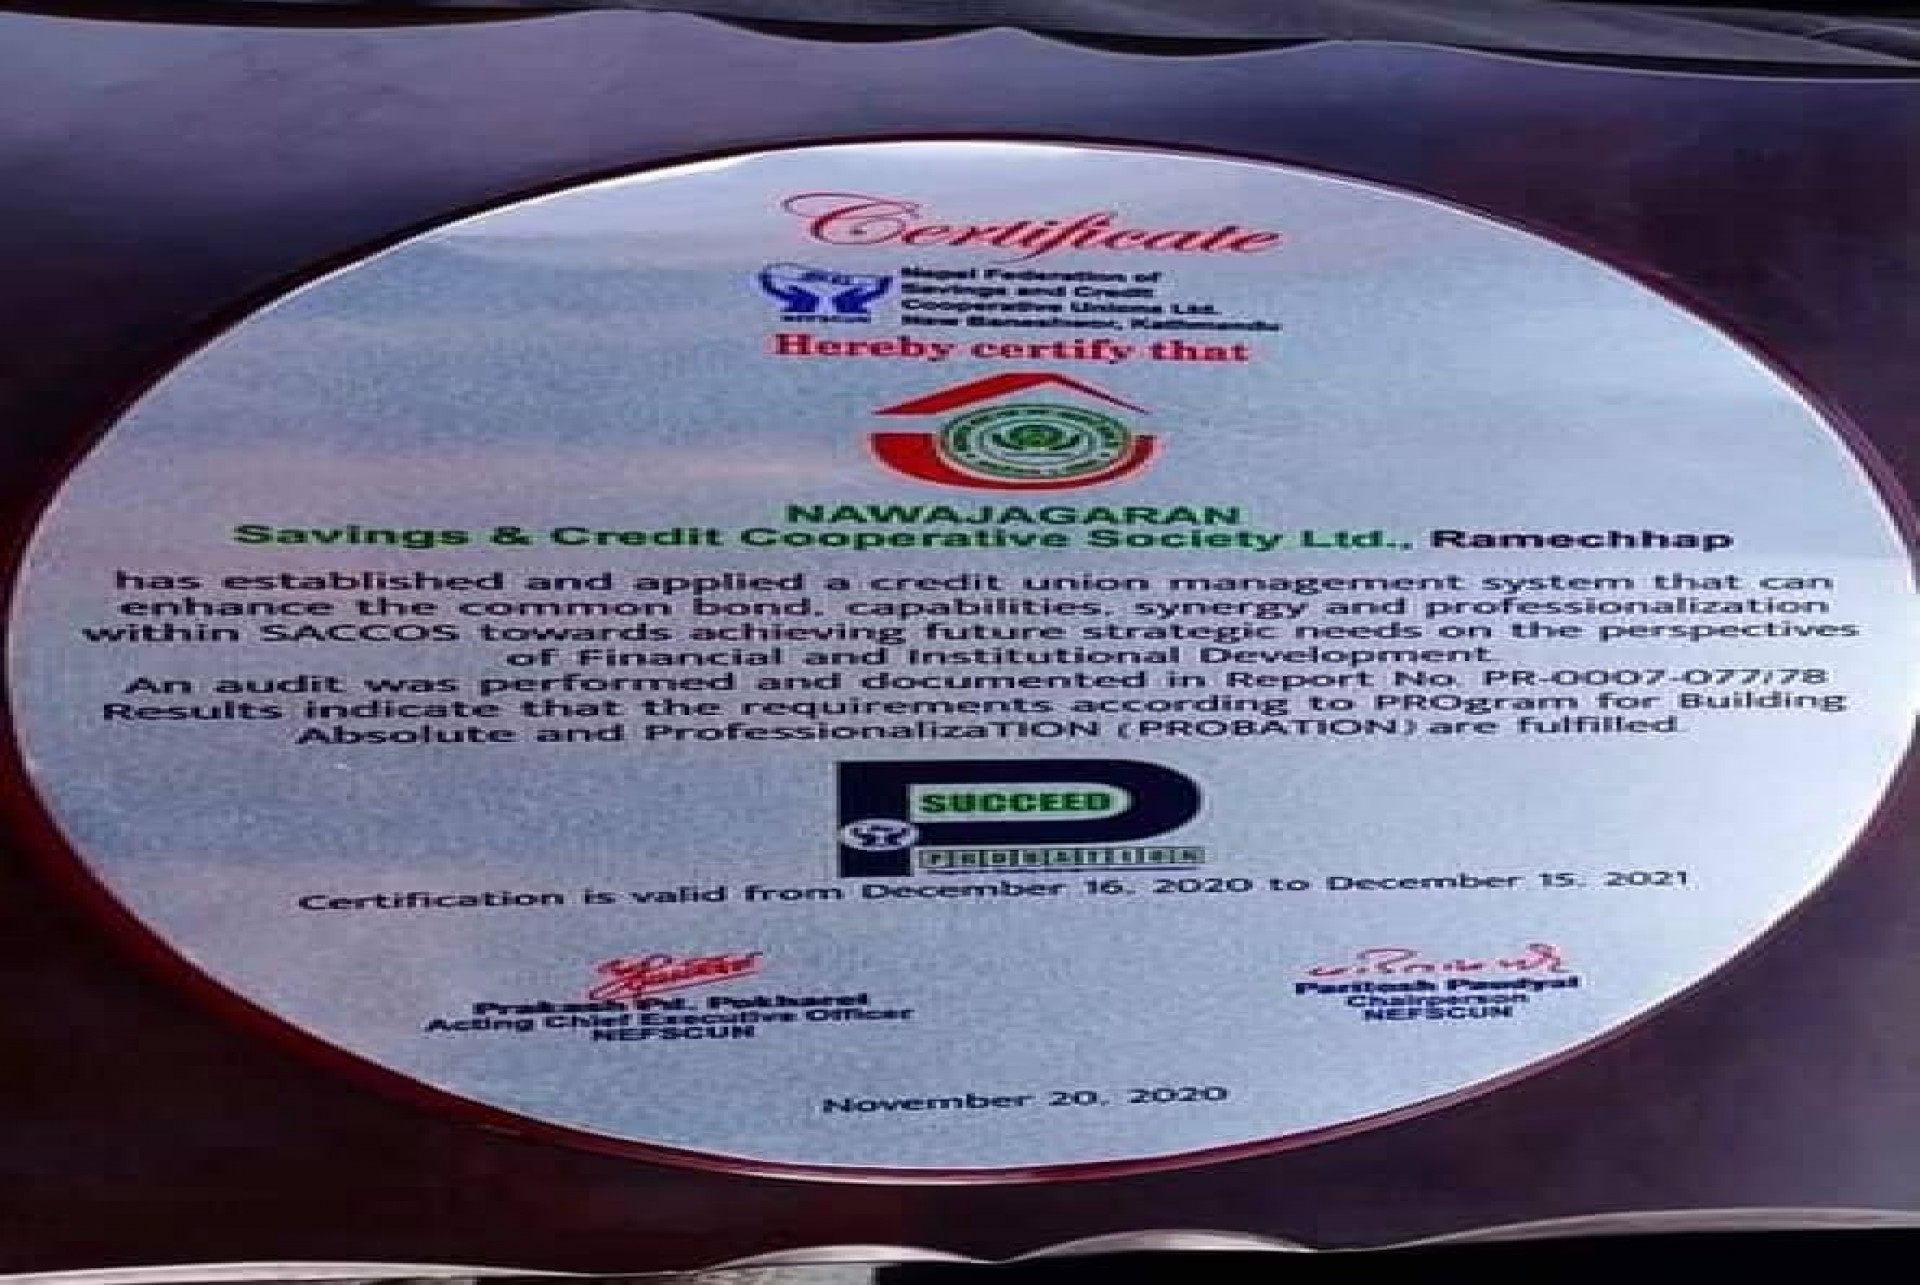 Certificate
Nepal Federation of
Savings and Credit
Cooperative Unions Ltd.
New Baneshwor, Kathmandu
NEFSCUN
Hereby certify that
NAWAJAGARAN
Savings & Credit Cooperative Society Ltd., Ramechhap
has established and applied a credit union management system that can
enhance the common bond, capabilities, synergy and professionalization
within SACCOS towards achieving future strategic needs on the perspectives
of Financial and Institutional Development
An audit was performed and documented in Report No. PR-0007-077/78
Results indicate that the requirements according to PROgram for Building
Absolute and ProfessionalizaTION (PROBATION) are fulfilled.
SUCCEED
PROBATION
Certification is valid from December 16, 2020 to December 15, 2021
Prakash Pd. Pokharel
Acting Chief Executive Officer
NEFSCUN
Paritosh Paudyal
Chairperson
NEFSCUN
November 20, 2020